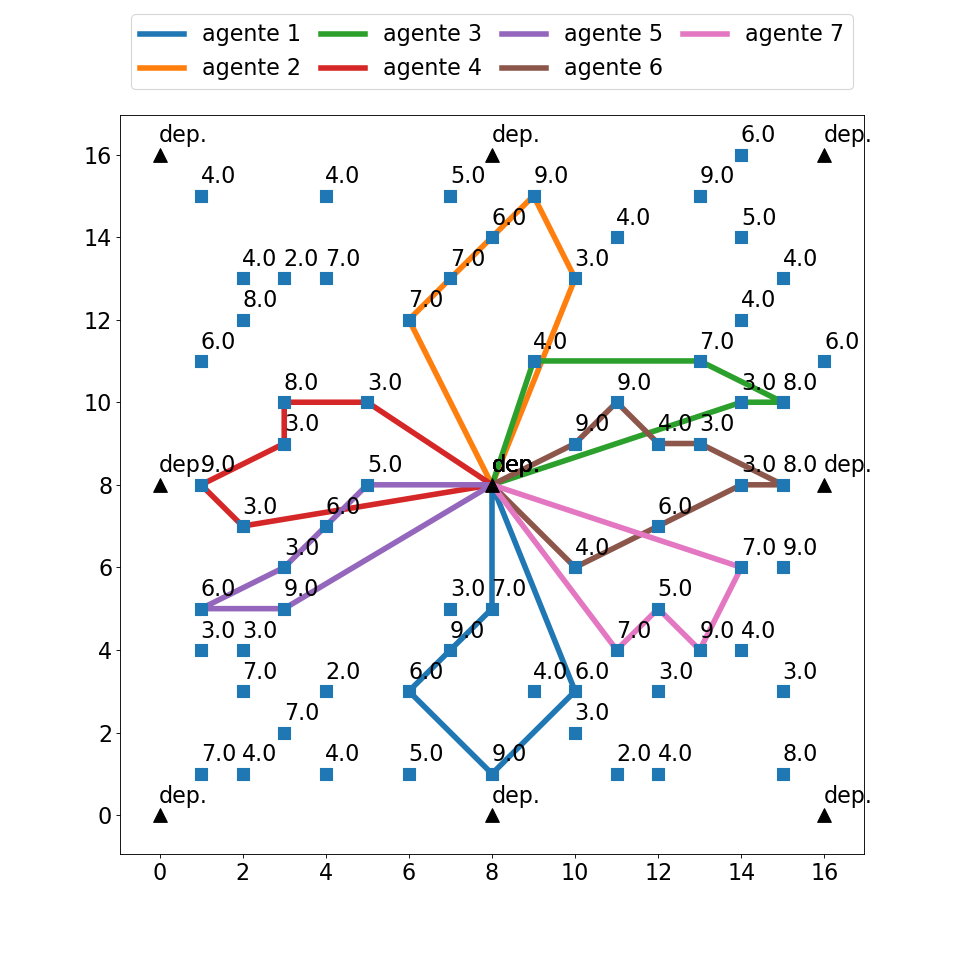 agente 1 agente 3 agente 5 agente 7
agente 2 agente 4 agente 6
dep. dep. 6.0 dep.
16
4.0 4.0 5.0 9.0 9.0
6.0 4.0 5.0
14
4.0 2.0 7.0 7.0 3.0 4.0
8.0 7.0 4.0
12
6.0 4.0 7.0 6.0
8.0 3.0 9.0 3.0 8.0
10
3.0 9.0 4.0 3.0
dep. 9.0 5.0 dep. 3.0 8.0 dep.
8
3.0 6.0 6.0
3.0 4.0 7.0 9.0
6
6.0 9.0 3.0 7.0 5.0
3.0 3.0 9.0 7.0 9.0 4.0
4
7.0 2.0 6.0 4.0 6.0 3.0 3.0
7.0 3.0
2
7.0 4.0 4.0 5.0 9.0 2.0 4.0 8.0
dep. dep. dep.
0
0 2 4 6 8 10 12 14 16